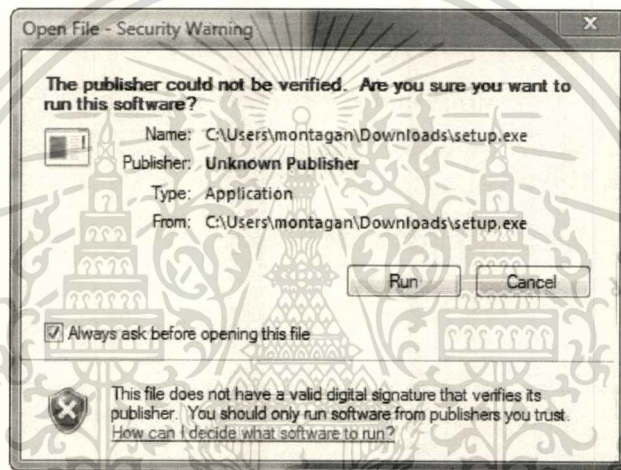 Open File - Security Warning
The publisher could not be verified. Are you sure you want to
run this software?
Name: C:\Users\montagan\Downloads\setup.exe
Publisher: Unknown Publisher
Type: Application
From: C:\Users\montagan\Downloads\setup.exe
Run Cancel
Always ask before opening this file
This file does not have a valid digital signature that verifies its
publisher. You should only run software from publishers you trust.
How can I decide what software to run?